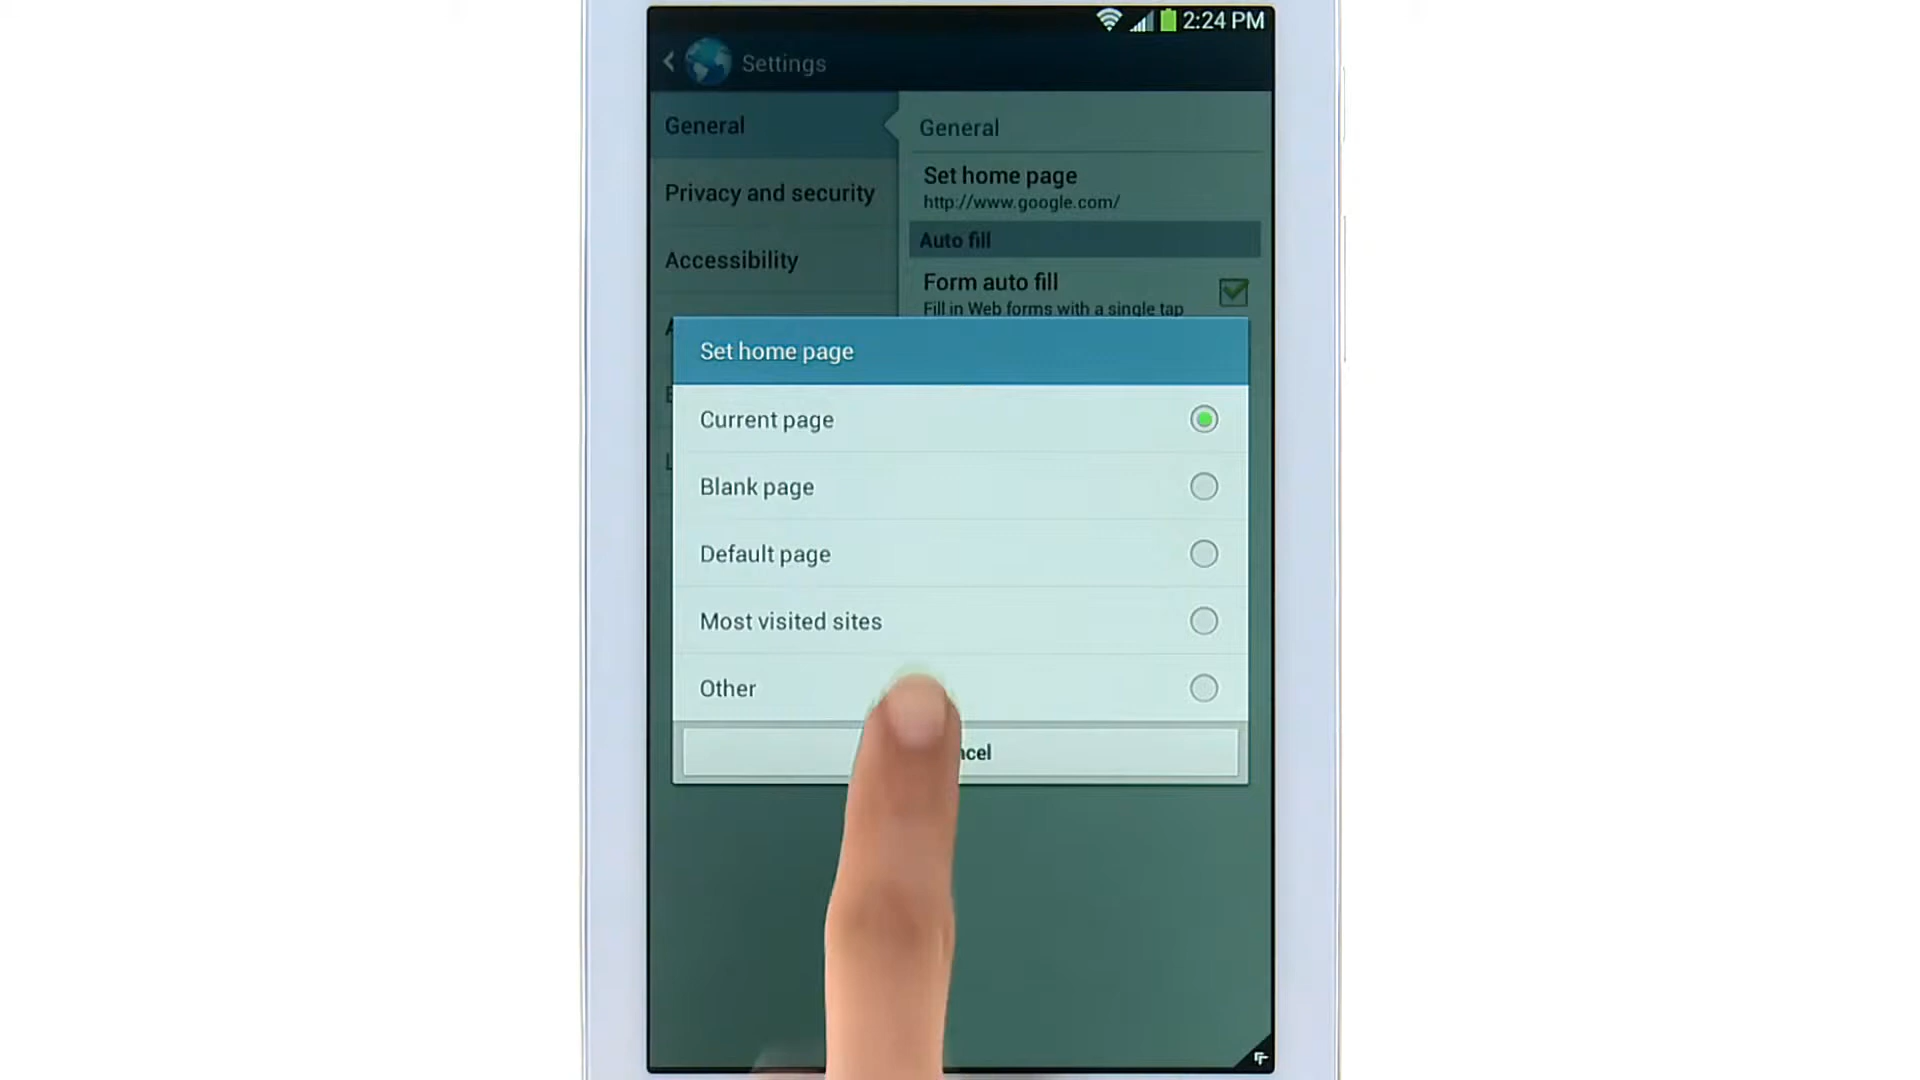 2:24 PM
Settings
General
General
Privacy and security
Set home page
http://www.google.com/
Auto fill
Accessibility
Form auto fill
Fill in Web forms with a single tap
Set home page
Current page
Blank page
Default page
Most visited sites
Other